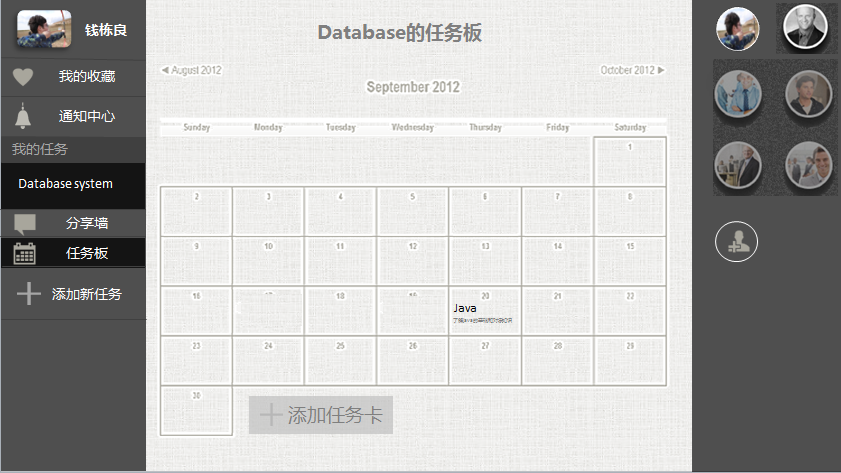 钱栋良
我的收藏
通知中心
我的任务
Database system
分享墙
任务板
添加新任务
Database的任务板
August 2012
October 2012
September 2012
Sunday Monday Tuesday Wednesday Thursday Friday Saturday
1
2 3 4 5 6 7 8
9 10 11 12 13 14 15
16 18 20 21 22
Java
23 24 25 26 27 28 29
30
添加任务卡